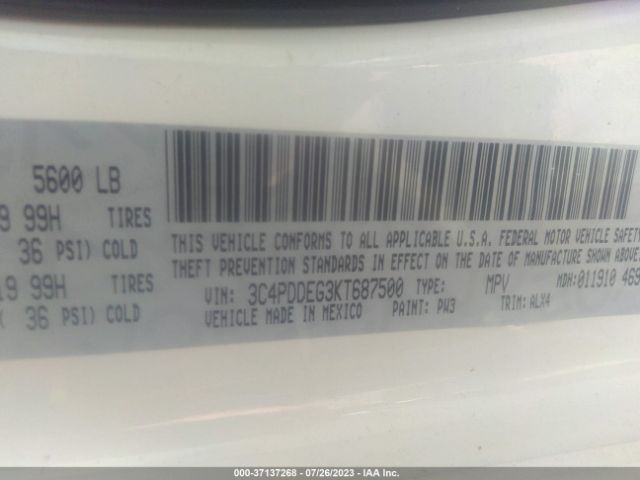 5600 LB
9 99H TIRES
36 PSI) COLD
19 99H TIRES
( 36 PSI) COLD
THIS VEHICLE CONFORMS TO ALL APPLICABLE U.S.A. FEDERAL MOTOR VEHICLE SAFETY
THEFT PREVENTION STANDARDS IN EFFECT ON THE DATE OF MANUFACTURE SHOWN ABOVE.
VIN: 3C4PDDEG3KT687500 TYPE: MPV MDH:011910 469
VEHICLE MADE IN MEXICO PAINT: PW3 TRIM: ALX4
000-37137268 - 07/26/2023 - IAA Inc.